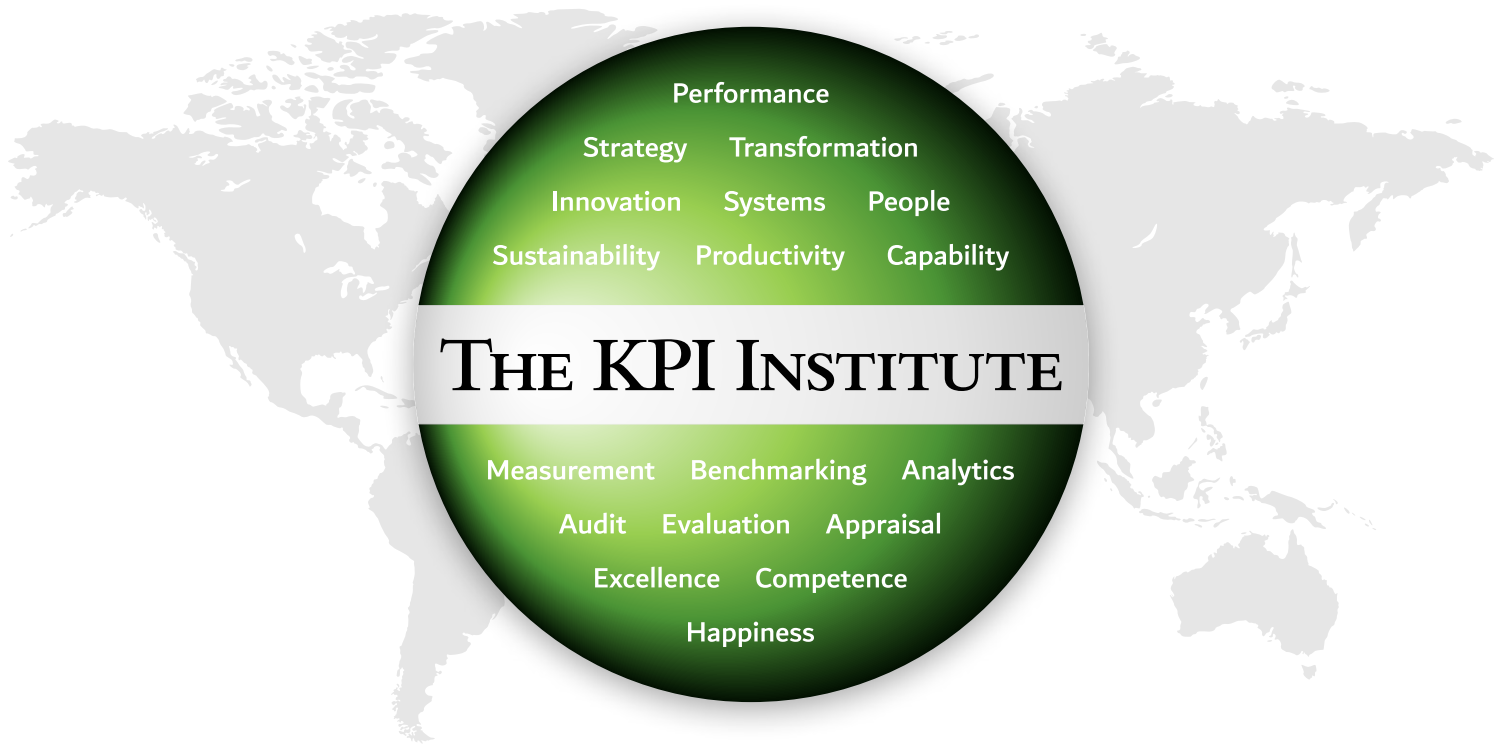 Performance
Strategy Transformation
Innovation Systems People
Sustainability Productivity Capability
The KPI Institute
Measurement Benchmarking Analytics
Audit Evaluation Appraisal
Excellence Competence
Happiness